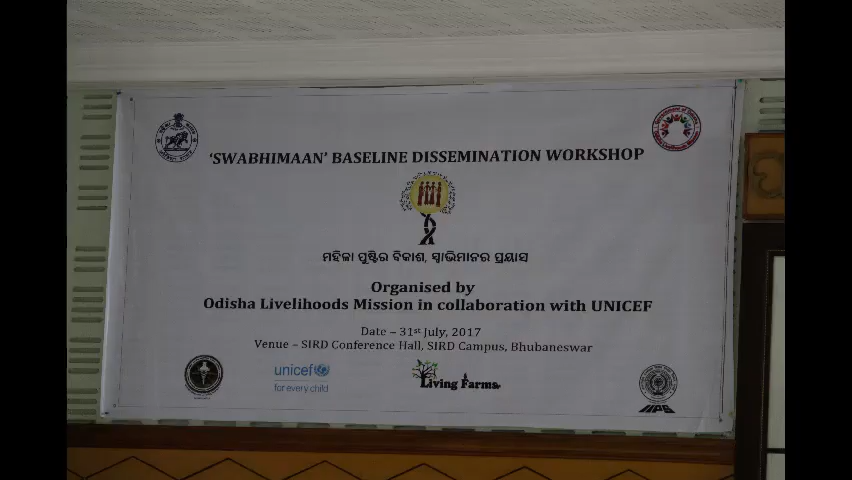 'SWABHIMAAN' BASELINE DISSEMINATION WORKSHOP
ମହିଳା ପୁଷ୍ଟିର ବିକାଶ, ସ୍ୱାଭିମାନର ପ୍ରୟାସ
Organised by
Odisha Livelihoods Mission in collaboration with UNICEF
Date – 31st July, 2017
Venue – SIRD Conference Hall, SIRD Campus, Bhubaneswar
unicef
for every child
Living Farms
IIPS